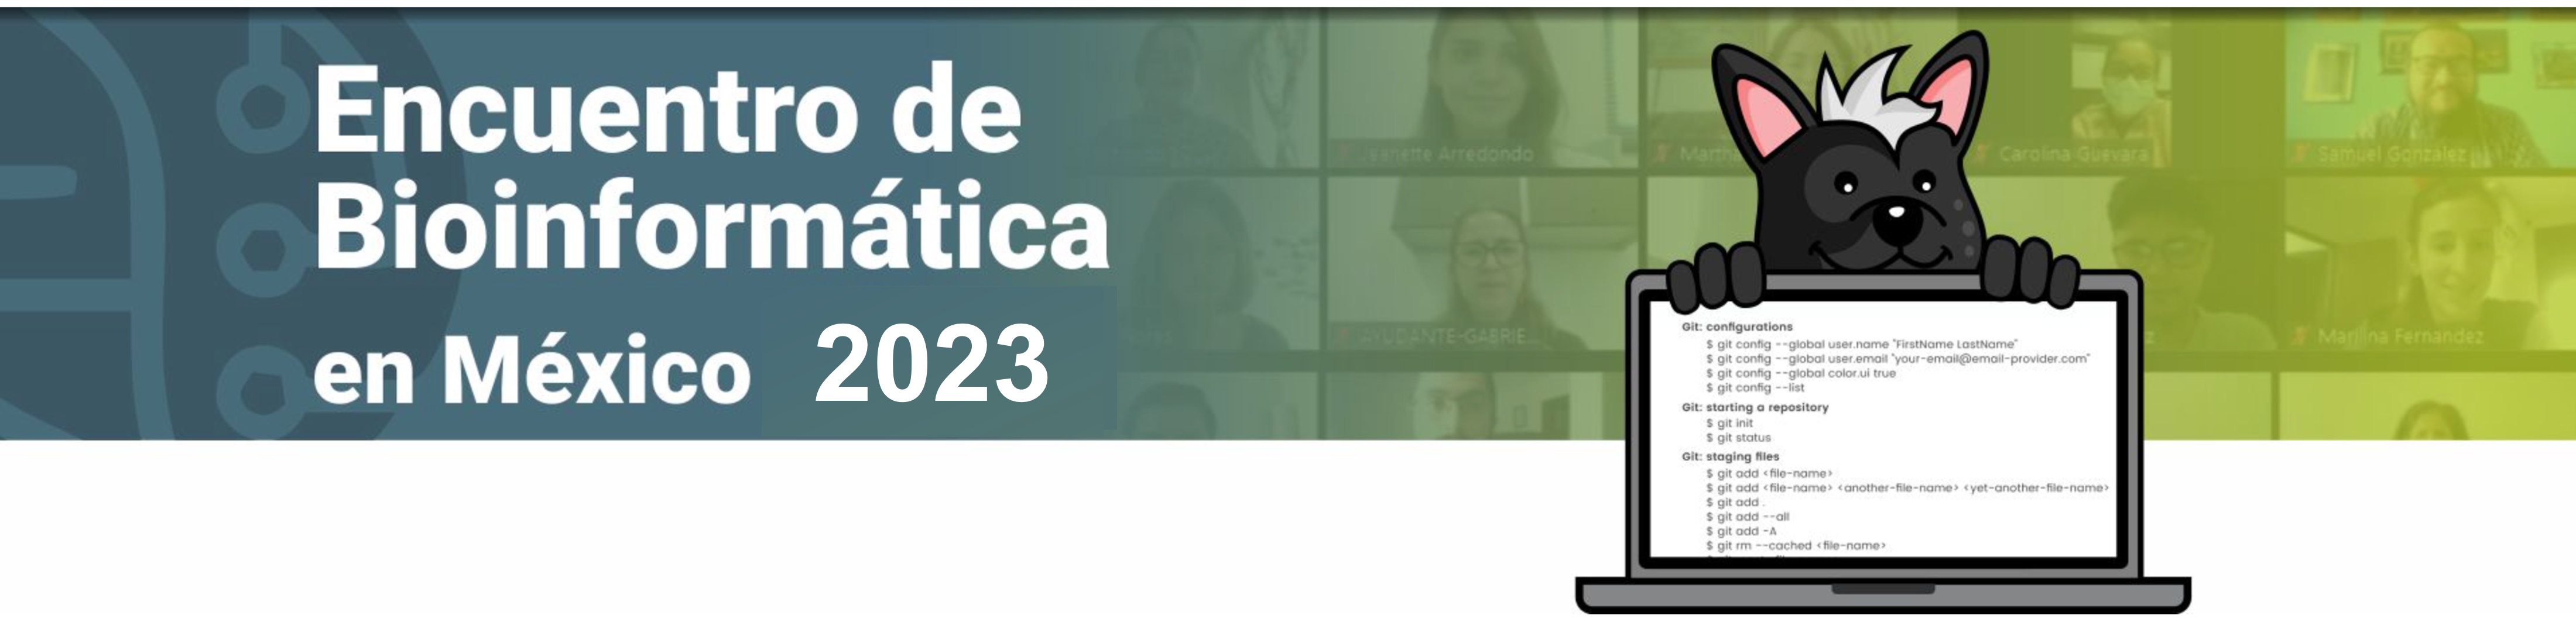 Encuentro de
Bioinformática
en México 2023
Jeanette Arredondo
Martha
Carolina Guevara
Samuel Gonzalez
AYUDANTE-GABRIE...
Fernandez
Git: configurations
$ git config --global user.name "FirstName LastName"
$ git config --global user.email "your-email@email-provider.com"
$ git config --global color.ui true
$ git config --list
Git: starting a repository
$ git init
$ git status
Git: staging files
$ git add <file-name>
$ git add <file-name> <another-file-name> <yet-another-file-name>
$ git add .
$ git add --all
$ git add -A
$ git rm --cached <file-name>